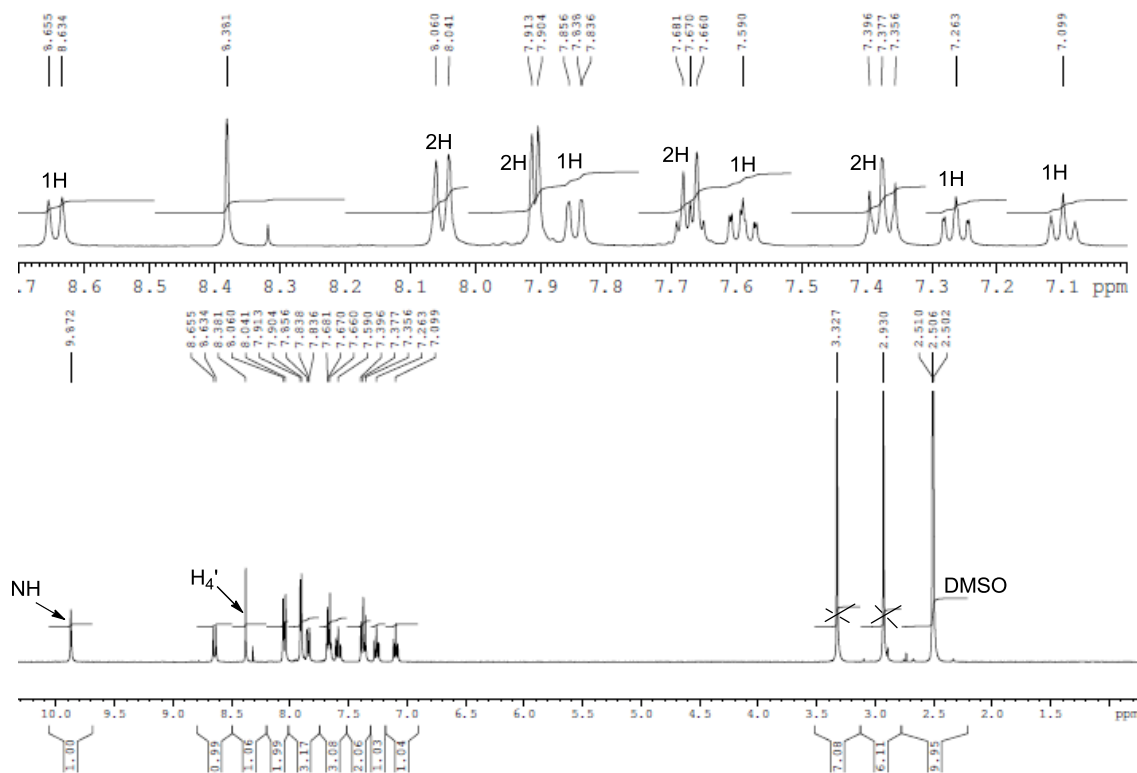 8.655 8.634 8.381 8.060 8.041 7.913 7.904 7.856 7.838 7.836 7.681 7.670 7.660 7.590 7.396 7.377 7.356 7.263 7.099
1H 2H 2H 1H 2H 1H 2H 1H 1H
.7 8.6 8.5 8.4 8.3 8.2 8.1 8.0 7.9 7.8 7.7 7.6 7.5 7.4 7.3 7.2 7.1 ppm
9.872 8.655 8.634 8.381 8.060 8.041 7.913 7.904 7.856 7.838 7.836 7.681 7.670 7.660 7.590 7.396 7.377 7.356 7.263 7.099 3.327 2.930 2.510 2.506 2.502
NH H4' DMSO
10.0 9.5 9.0 8.5 8.0 7.5 7.0 6.5 6.0 5.5 5.0 4.5 4.0 3.5 3.0 2.5 2.0 1.5 ppm
1.00 0.99 1.06 1.99 3.17 3.08 2.06 1.03 1.04 7.08 6.11 9.95